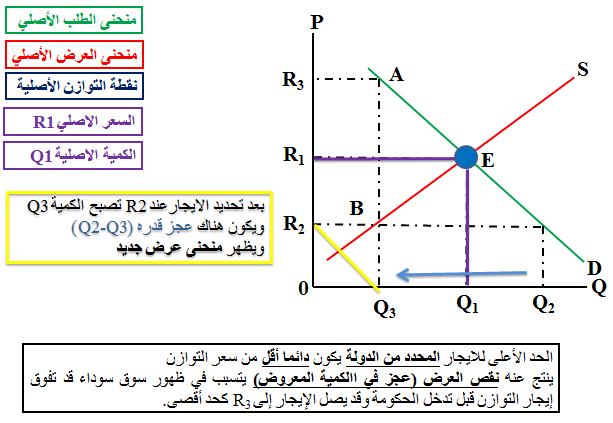 منحنى الطلب الأصلي
منحنى العرض الأصلي
نقطة التوازن الأصلية
السعر الاصلي R1
الكمية الاصلية Q1
بعد تحديد الايجار عند R2 تصبح الكمية Q3
ويكون هناك عجز قدره (Q2-Q3)
ويظهر منحنى عرض جديد
P
R3
A
S
R1
E
R2
B
D
0
Q3
Q1
Q2
Q
الحد الأعلى للايجار المحدد من الدولة يكون دائما أقل من سعر التوازن
ينتج عنه نقص العرض (عجز في االكمية المعروض) يتسبب في ظهور سوق سوداء قد تفوق
إيجار التوازن قبل تدخل الحكومة وقد يصل الإيجار إلى R3 كحد أقصى.